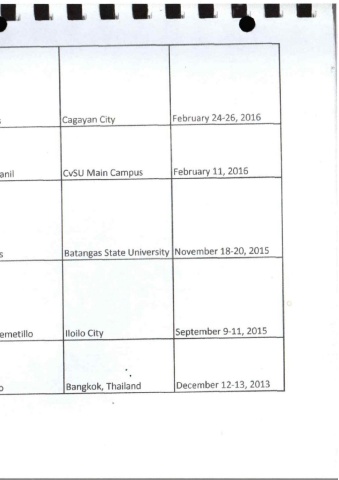 s Cagayan City February 24-26, 2016
anil CvSU Main Campus February 11, 2016
s Batangas State University November 18-20, 2015
emetillo Iloilo City September 9-11, 2015
o Bangkok, Thailand December 12-13, 2013